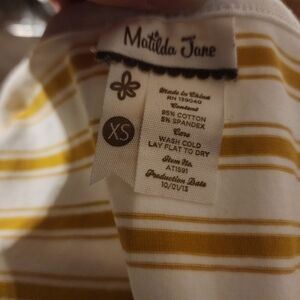 Matilda Jane
XS
Made in China
RN 139040
Content
95% COTTON
5% SPANDEX
Care
WASH COLD
LAY FLAT TO DRY
Item No.
AT1591
Production Date
10/01/13